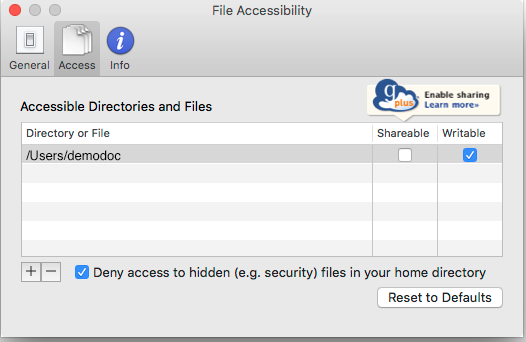 File Accessibility
General Access Info
g
plus+
Enable sharing
Learn more»
Accessible Directories and Files
Directory or File Shareable Writable
/Users/demodoc
Deny access to hidden (e.g. security) files in your home directory
Reset to Defaults